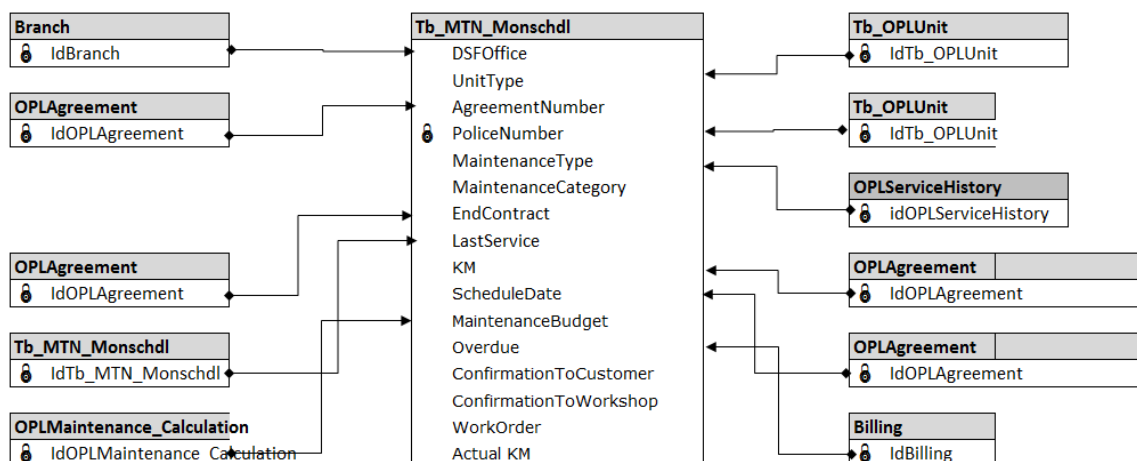 Branch
IdBranch
OPLAgreement
IdOPLAgreement
OPLAgreement
IdOPLAgreement
Tb_MTN_Monschdl
IdTb_MTN_Monschdl
OPLMaintenance_Calculation
IdOPLMaintenance_Calculation
Tb_MTN_Monschdl
DSFOffice
UnitType
AgreementNumber
PoliceNumber
MaintenanceType
MaintenanceCategory
EndContract
LastService
KM
ScheduleDate
MaintenanceBudget
Overdue
ConfirmationToCustomer
ConfirmationToWorkshop
WorkOrder
Actual KM
Tb_OPLUnit
IdTb_OPLUnit
Tb_OPLUnit
IdTb_OPLUnit
OPLServiceHistory
idOPLServiceHistory
OPLAgreement
IdOPLAgreement
OPLAgreement
IdOPLAgreement
Billing
IdBilling